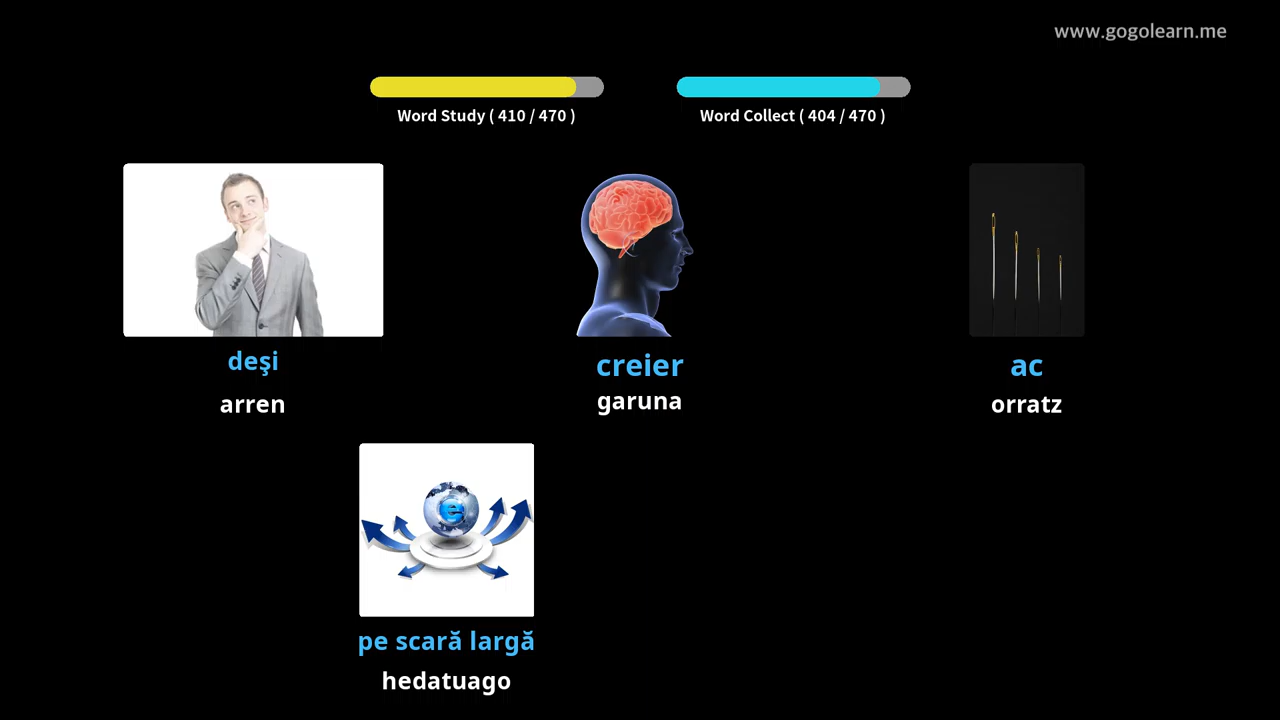 www.gogolearn.me
Word Study ( 410 / 470 )
Word Collect ( 404 / 470 )
deşi
arren
creier
garuna
ac
orratz
e
pe scară largă
hedatuago